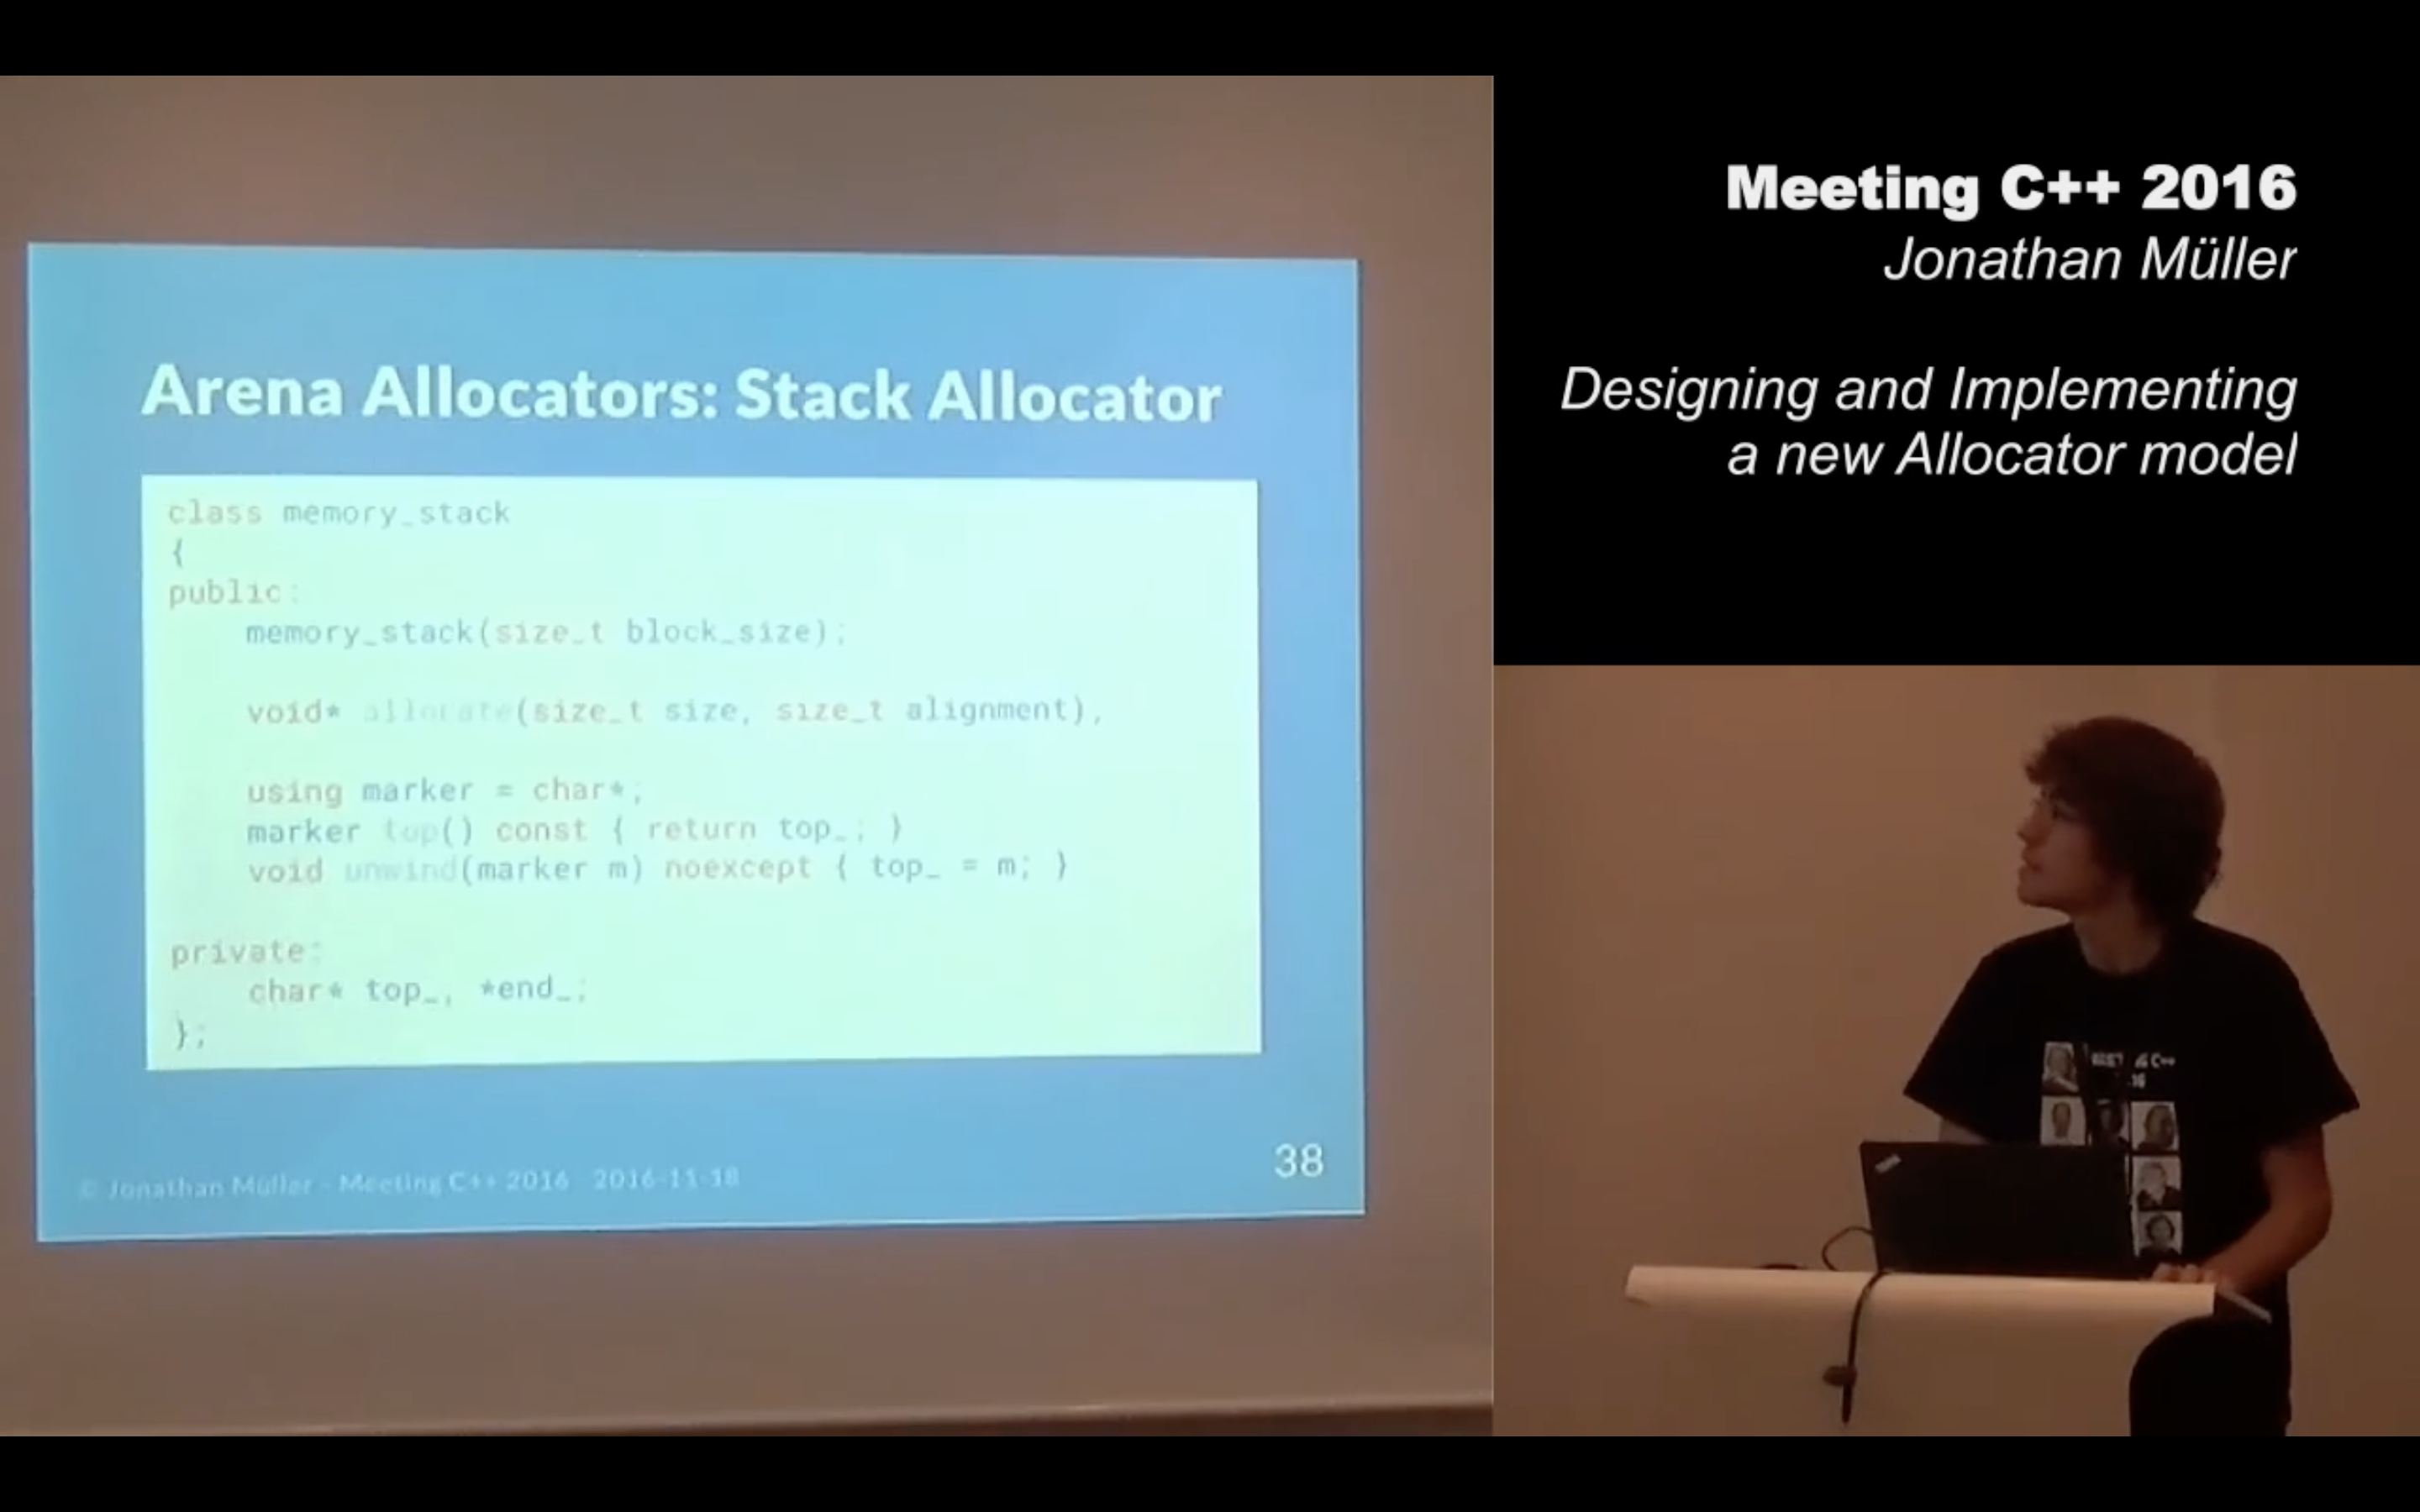 Meeting C++ 2016
Jonathan Müller
Designing and Implementing
a new Allocator model
Arena Allocators: Stack Allocator
class memory_stack
{
public:
memory_stack(size_t block_size);
void* allocate(size_t size, size_t alignment);
using marker = char*;
marker top() const { return top_; }
void unwind(marker m) noexcept { top_ = m; }
private:
char* top_, *end_;
};
© Jonathan Müller - Meeting C++ 2016 2016-11-18
38